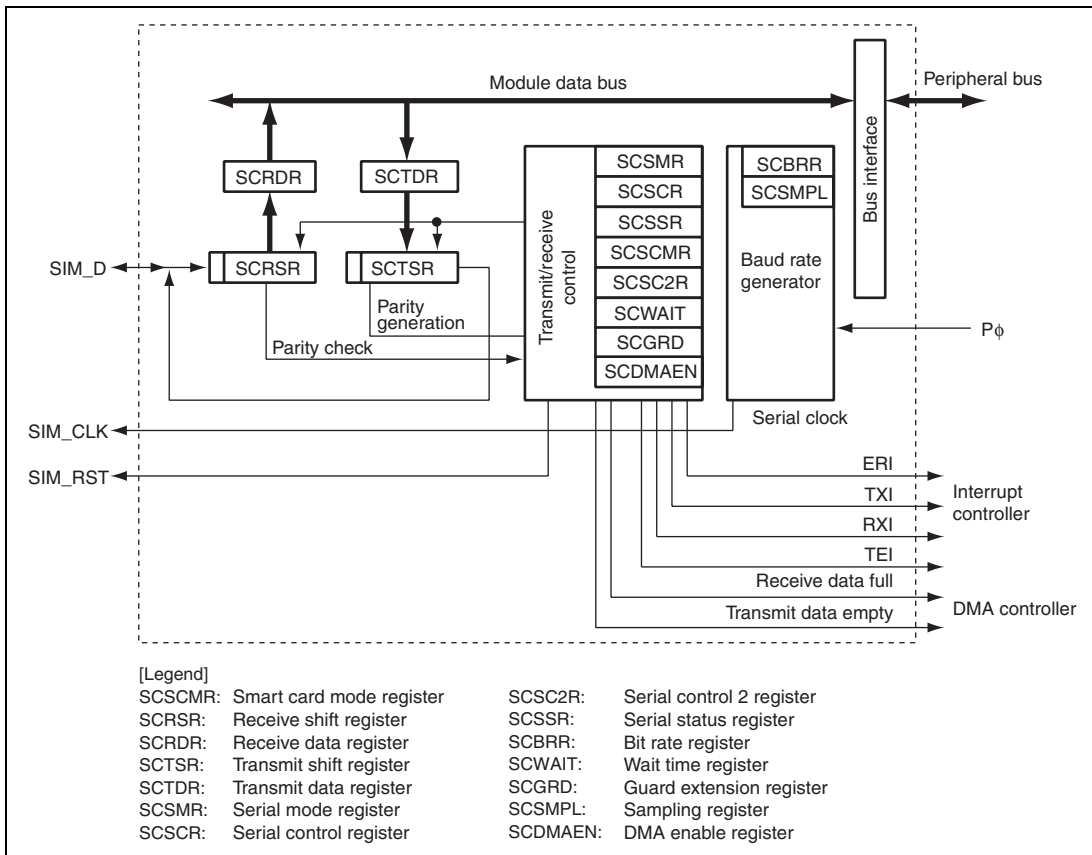 Module data bus
Peripheral bus
Bus interface
SCRDR
SCTDR
SCRSR
SCTSR
SIM_D
Parity generation
Parity check
Transmit/receive control
SCSMR
SCSCR
SCSSR
SCSCMR
SCSC2R
SCWAIT
SCGRD
SCDMAEN
SCBRR
SCSMPL
Baud rate generator
Pϕ
Serial clock
SIM_CLK
SIM_RST
ERI
TXI
RXI
TEI
Interrupt controller
Receive data full
Transmit data empty
DMA controller
[Legend]
SCSCMR: Smart card mode register
SCRSR: Receive shift register
SCRDR: Receive data register
SCTSR: Transmit shift register
SCTDR: Transmit data register
SCSMR: Serial mode register
SCSCR: Serial control register
SCSC2R: Serial control 2 register
SCSSR: Serial status register
SCBRR: Bit rate register
SCWAIT: Wait time register
SCGRD: Guard extension register
SCSMPL: Sampling register
SCDMAEN: DMA enable register